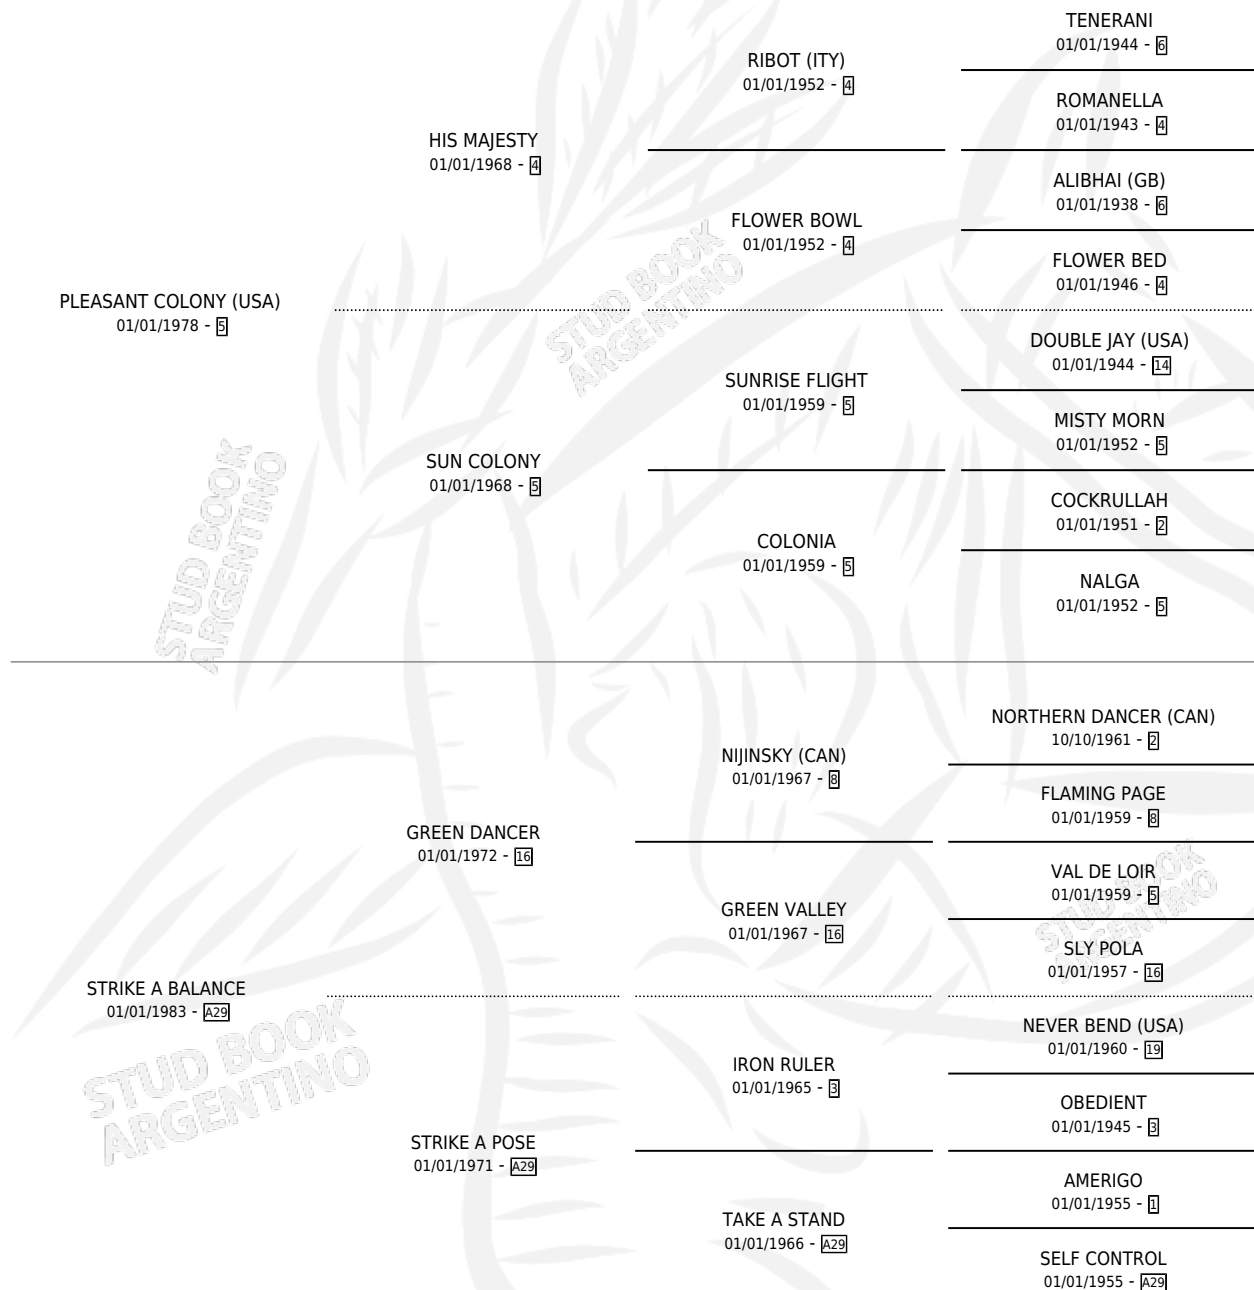 TENERANI
01/01/1944 - 6
RIBOT (ITY)
01/01/1952 - 4
ROMANELLA
01/01/1943 - 4
HIS MAJESTY
01/01/1968 - 4
ALIBHAI (GB)
01/01/1938 - 6
FLOWER BOWL
01/01/1952 - 4
FLOWER BED
01/01/1946 - 4
PLEASANT COLONY (USA)
01/01/1978 - 5
DOUBLE JAY (USA)
01/01/1944 - 14
SUNRISE FLIGHT
01/01/1959 - 5
MISTY MORN
01/01/1952 - 5
SUN COLONY
01/01/1968 - 5
COCKRULLAH
01/01/1951 - 2
COLONIA
01/01/1959 - 5
NALGA
01/01/1952 - 5
STUD BOOK
ARGENTINO
STUD BOOK
ARGENTINO
NORTHERN DANCER (CAN)
10/10/1961 - 2
NIJINSKY (CAN)
01/01/1967 - 8
FLAMING PAGE
01/01/1959 - 8
GREEN DANCER
01/01/1972 - 16
VAL DE LOIR
01/01/1959 - 5
GREEN VALLEY
01/01/1967 - 16
SLY POLA
01/01/1957 - 16
STUD BOOK
ARGENTINO
STRIKE A BALANCE
01/01/1983 - A29
NEVER BEND (USA)
01/01/1960 - 19
IRON RULER
01/01/1965 - 3
OBEDIENT
01/01/1945 - 3
STRIKE A POSE
01/01/1971 - A29
AMERIGO
01/01/1955 - 1
TAKE A STAND
01/01/1966 - A29
SELF CONTROL
01/01/1955 - A29
STUD BOOK
ARGENTINO